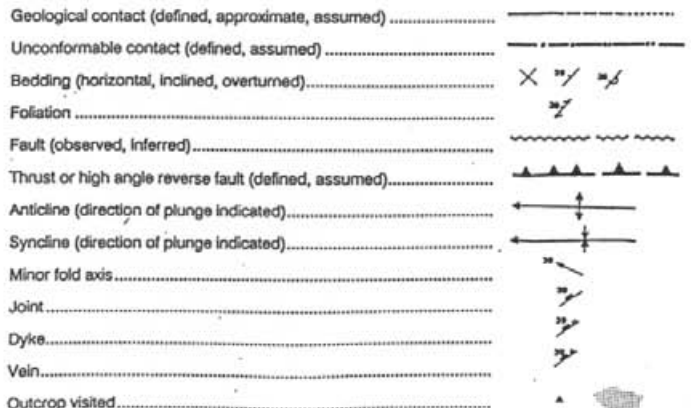 Geological contact (defined, approximate, assumed)
Unconformable contact (defined, assumed)
Bedding (horizontal, inclined, overturned)
Foliation
Fault (observed, inferred)
Thrust or high angle reverse fault (defined, assumed)
Anticline (direction of plunge indicated)
Syncline (direction of plunge indicated)
Minor fold axis
Joint
Dyke
Vein
Outcrop visited